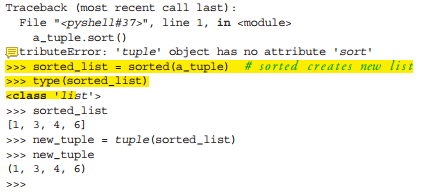 Traceback (most recent call last):
  File "<pyshell#37>", line 1, in <module>
    a_tuple.sort()
tributeError: 'tuple' object has no attribute 'sort'
>>> sorted_list = sorted(a_tuple)  # sorted creates new list
>>> type(sorted_list)
<class 'list'>
>>> sorted_list
[1, 3, 4, 6]
>>> new_tuple = tuple(sorted_list)
>>> new_tuple
(1, 3, 4, 6)
>>>